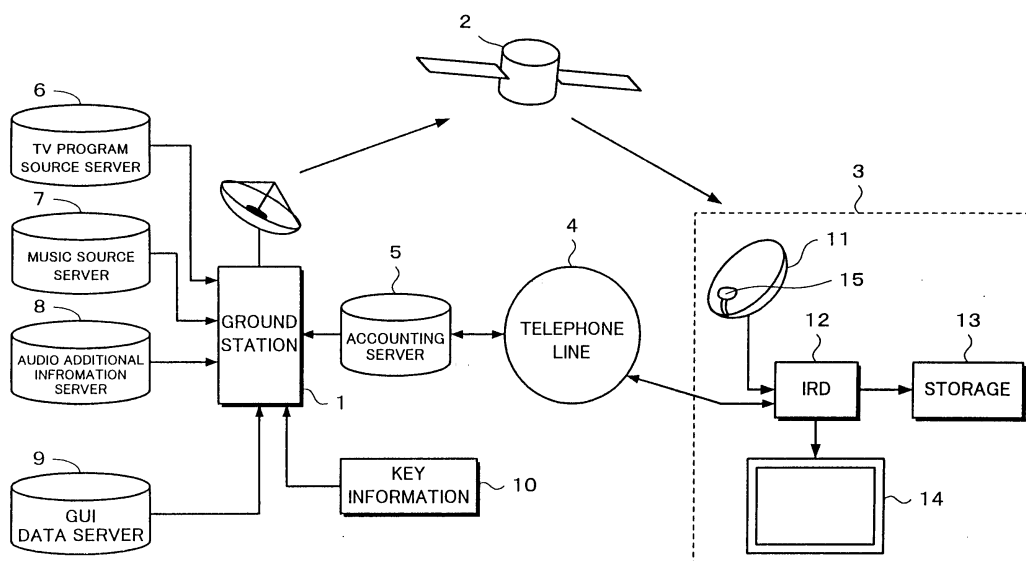 2
6
TV PROGRAM
SOURCE SERVER
7
MUSIC SOURCE
SERVER
8
AUDIO ADDITIONAL
INFROMATION
SERVER
9
GUI
DATA SERVER
GROUND
STATION
1
5
ACCOUNTING
SERVER
4
TELEPHONE
LINE
KEY
INFORMATION
10
3
11
15
12
IRD
13
STORAGE
14